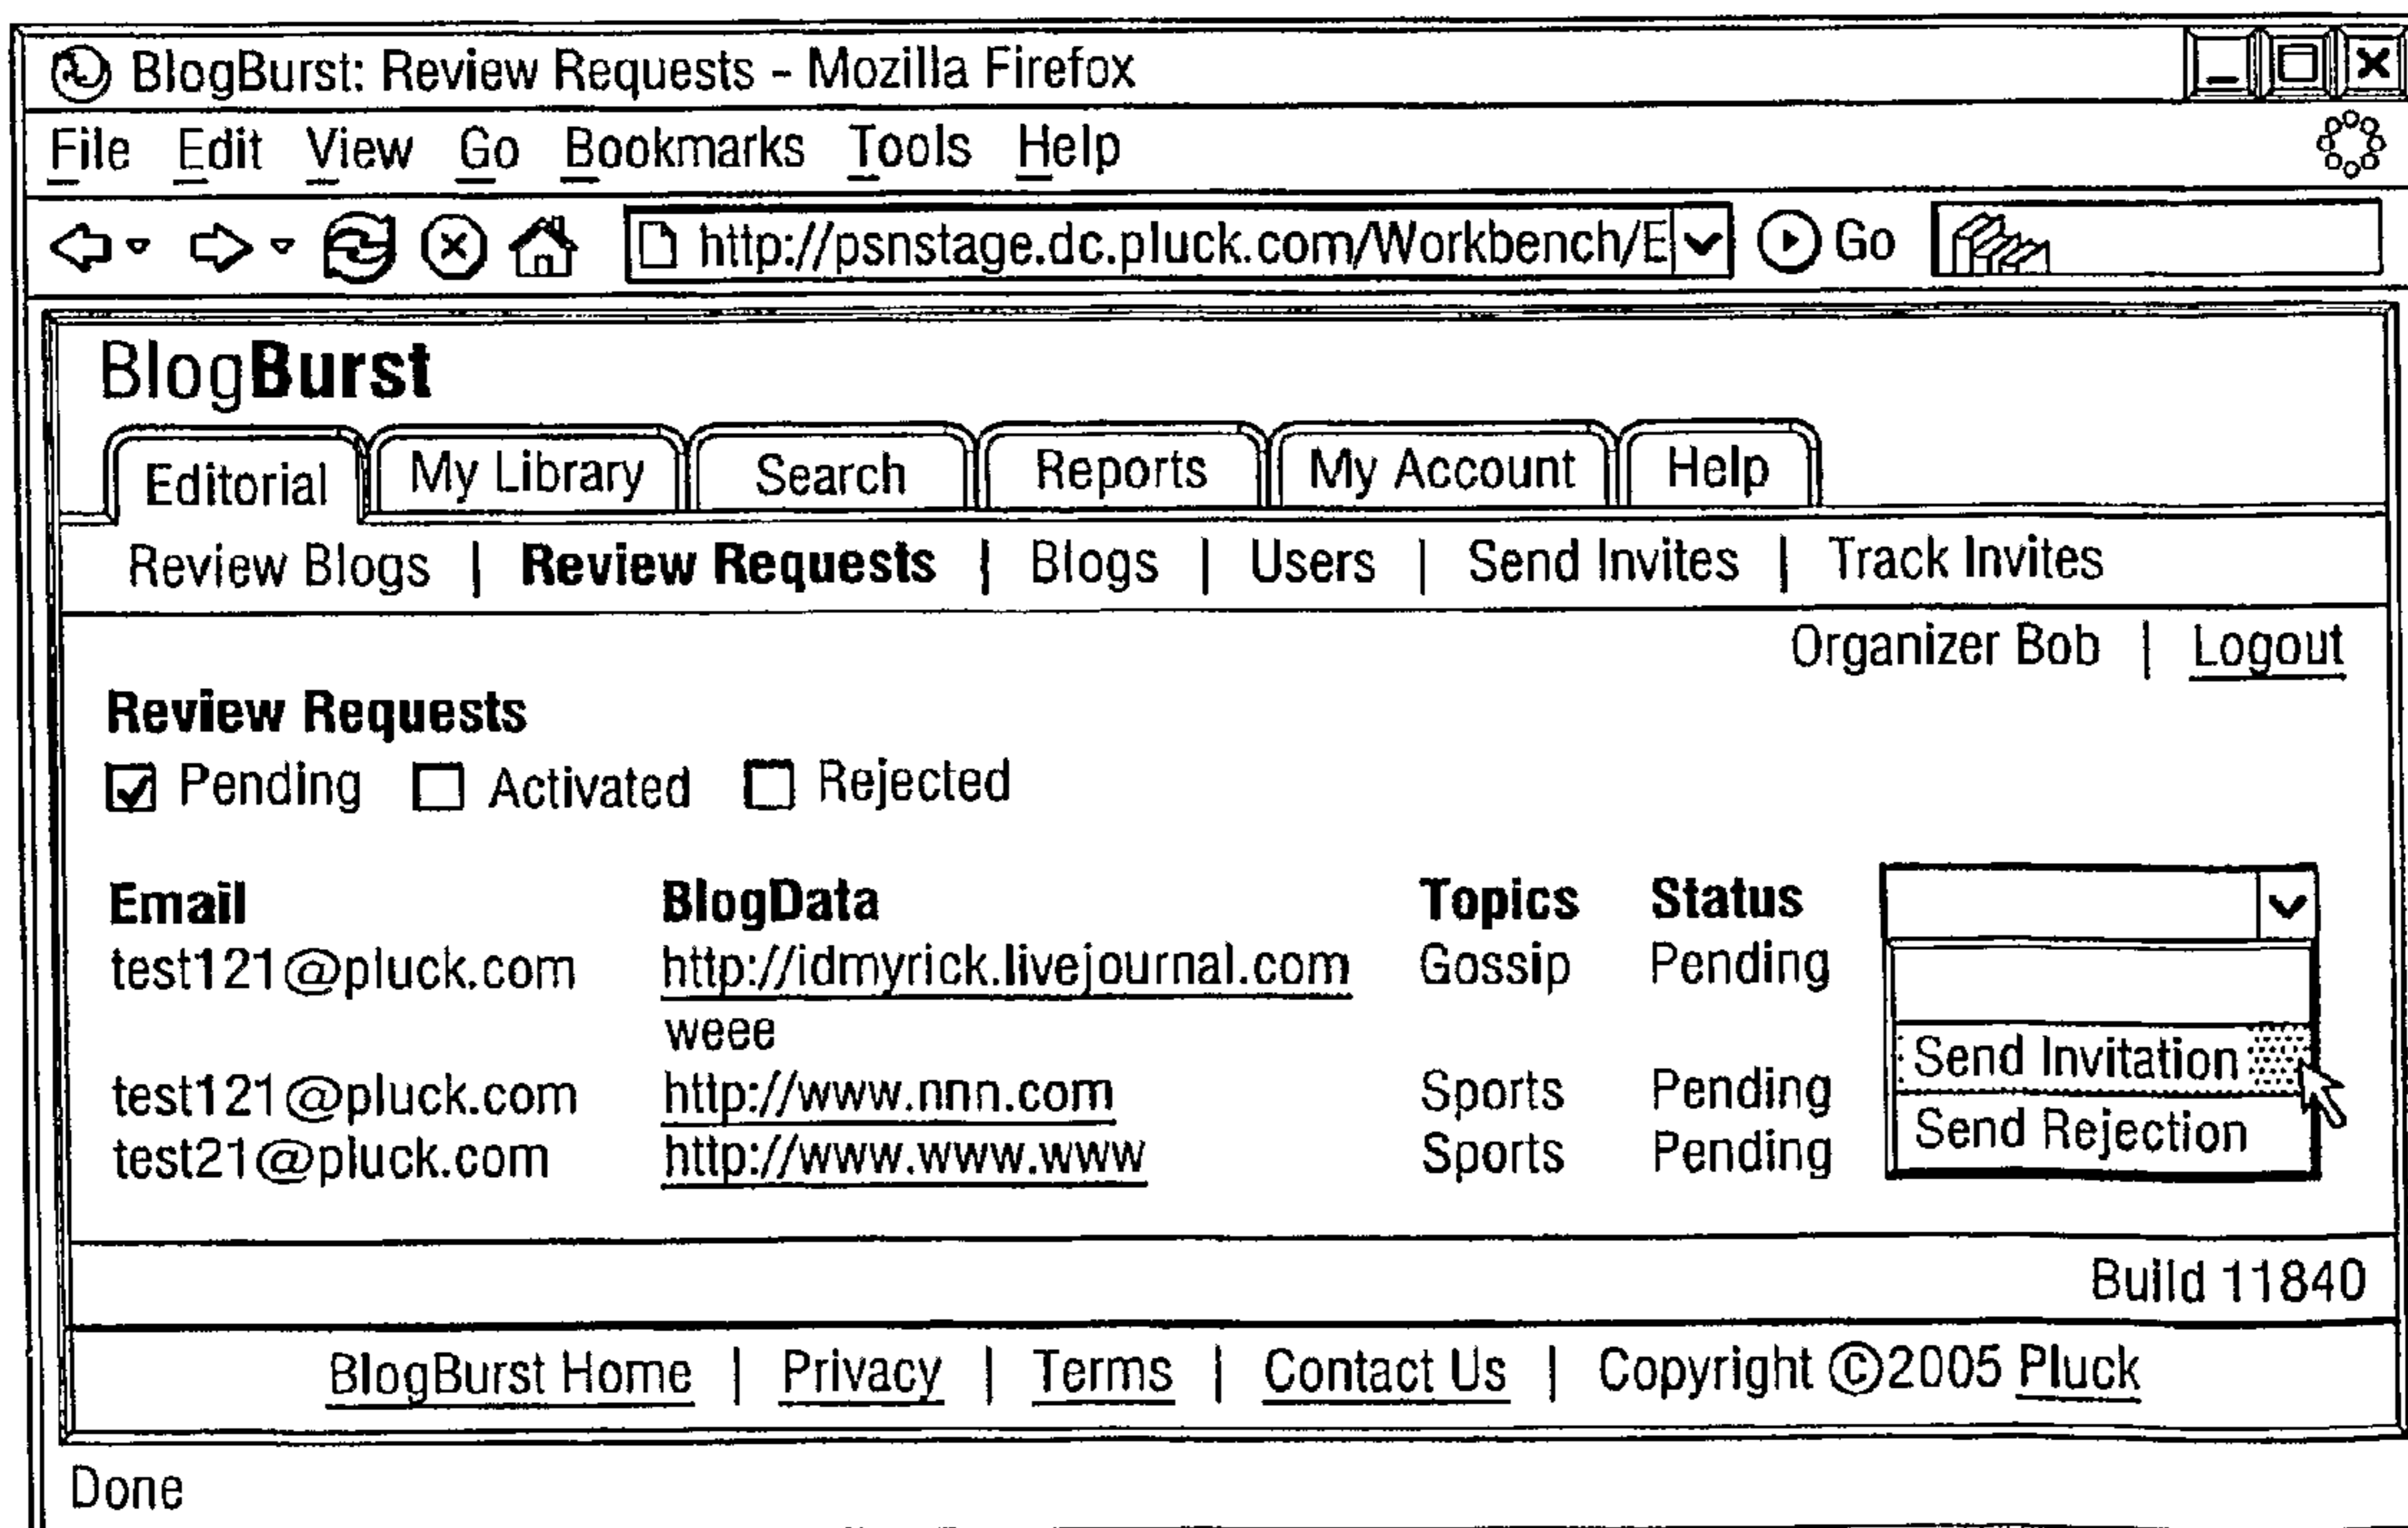 BlogBurst: Review Requests - Mozilla Firefox
File Edit View Go Bookmarks Tools Help
http://psnstage.dc.pluck.com/Workbench/E Go
BlogBurst
Editorial My Library Search Reports My Account Help
Review Blogs | Review Requests | Blogs | Users | Send Invites | Track Invites
Organizer Bob | Logout
Review Requests
Pending Activated Rejected
Email BlogData Topics Status
test121@pluck.com http://idmyrick.livejournal.com Gossip Pending
weee
Send Invitation
test121@pluck.com http://www.nnn.com Sports Pending
Send Rejection
test21@pluck.com http://www.www.www Sports Pending
Build 11840
BlogBurst Home | Privacy | Terms | Contact Us | Copyright ©2005 Pluck
Done